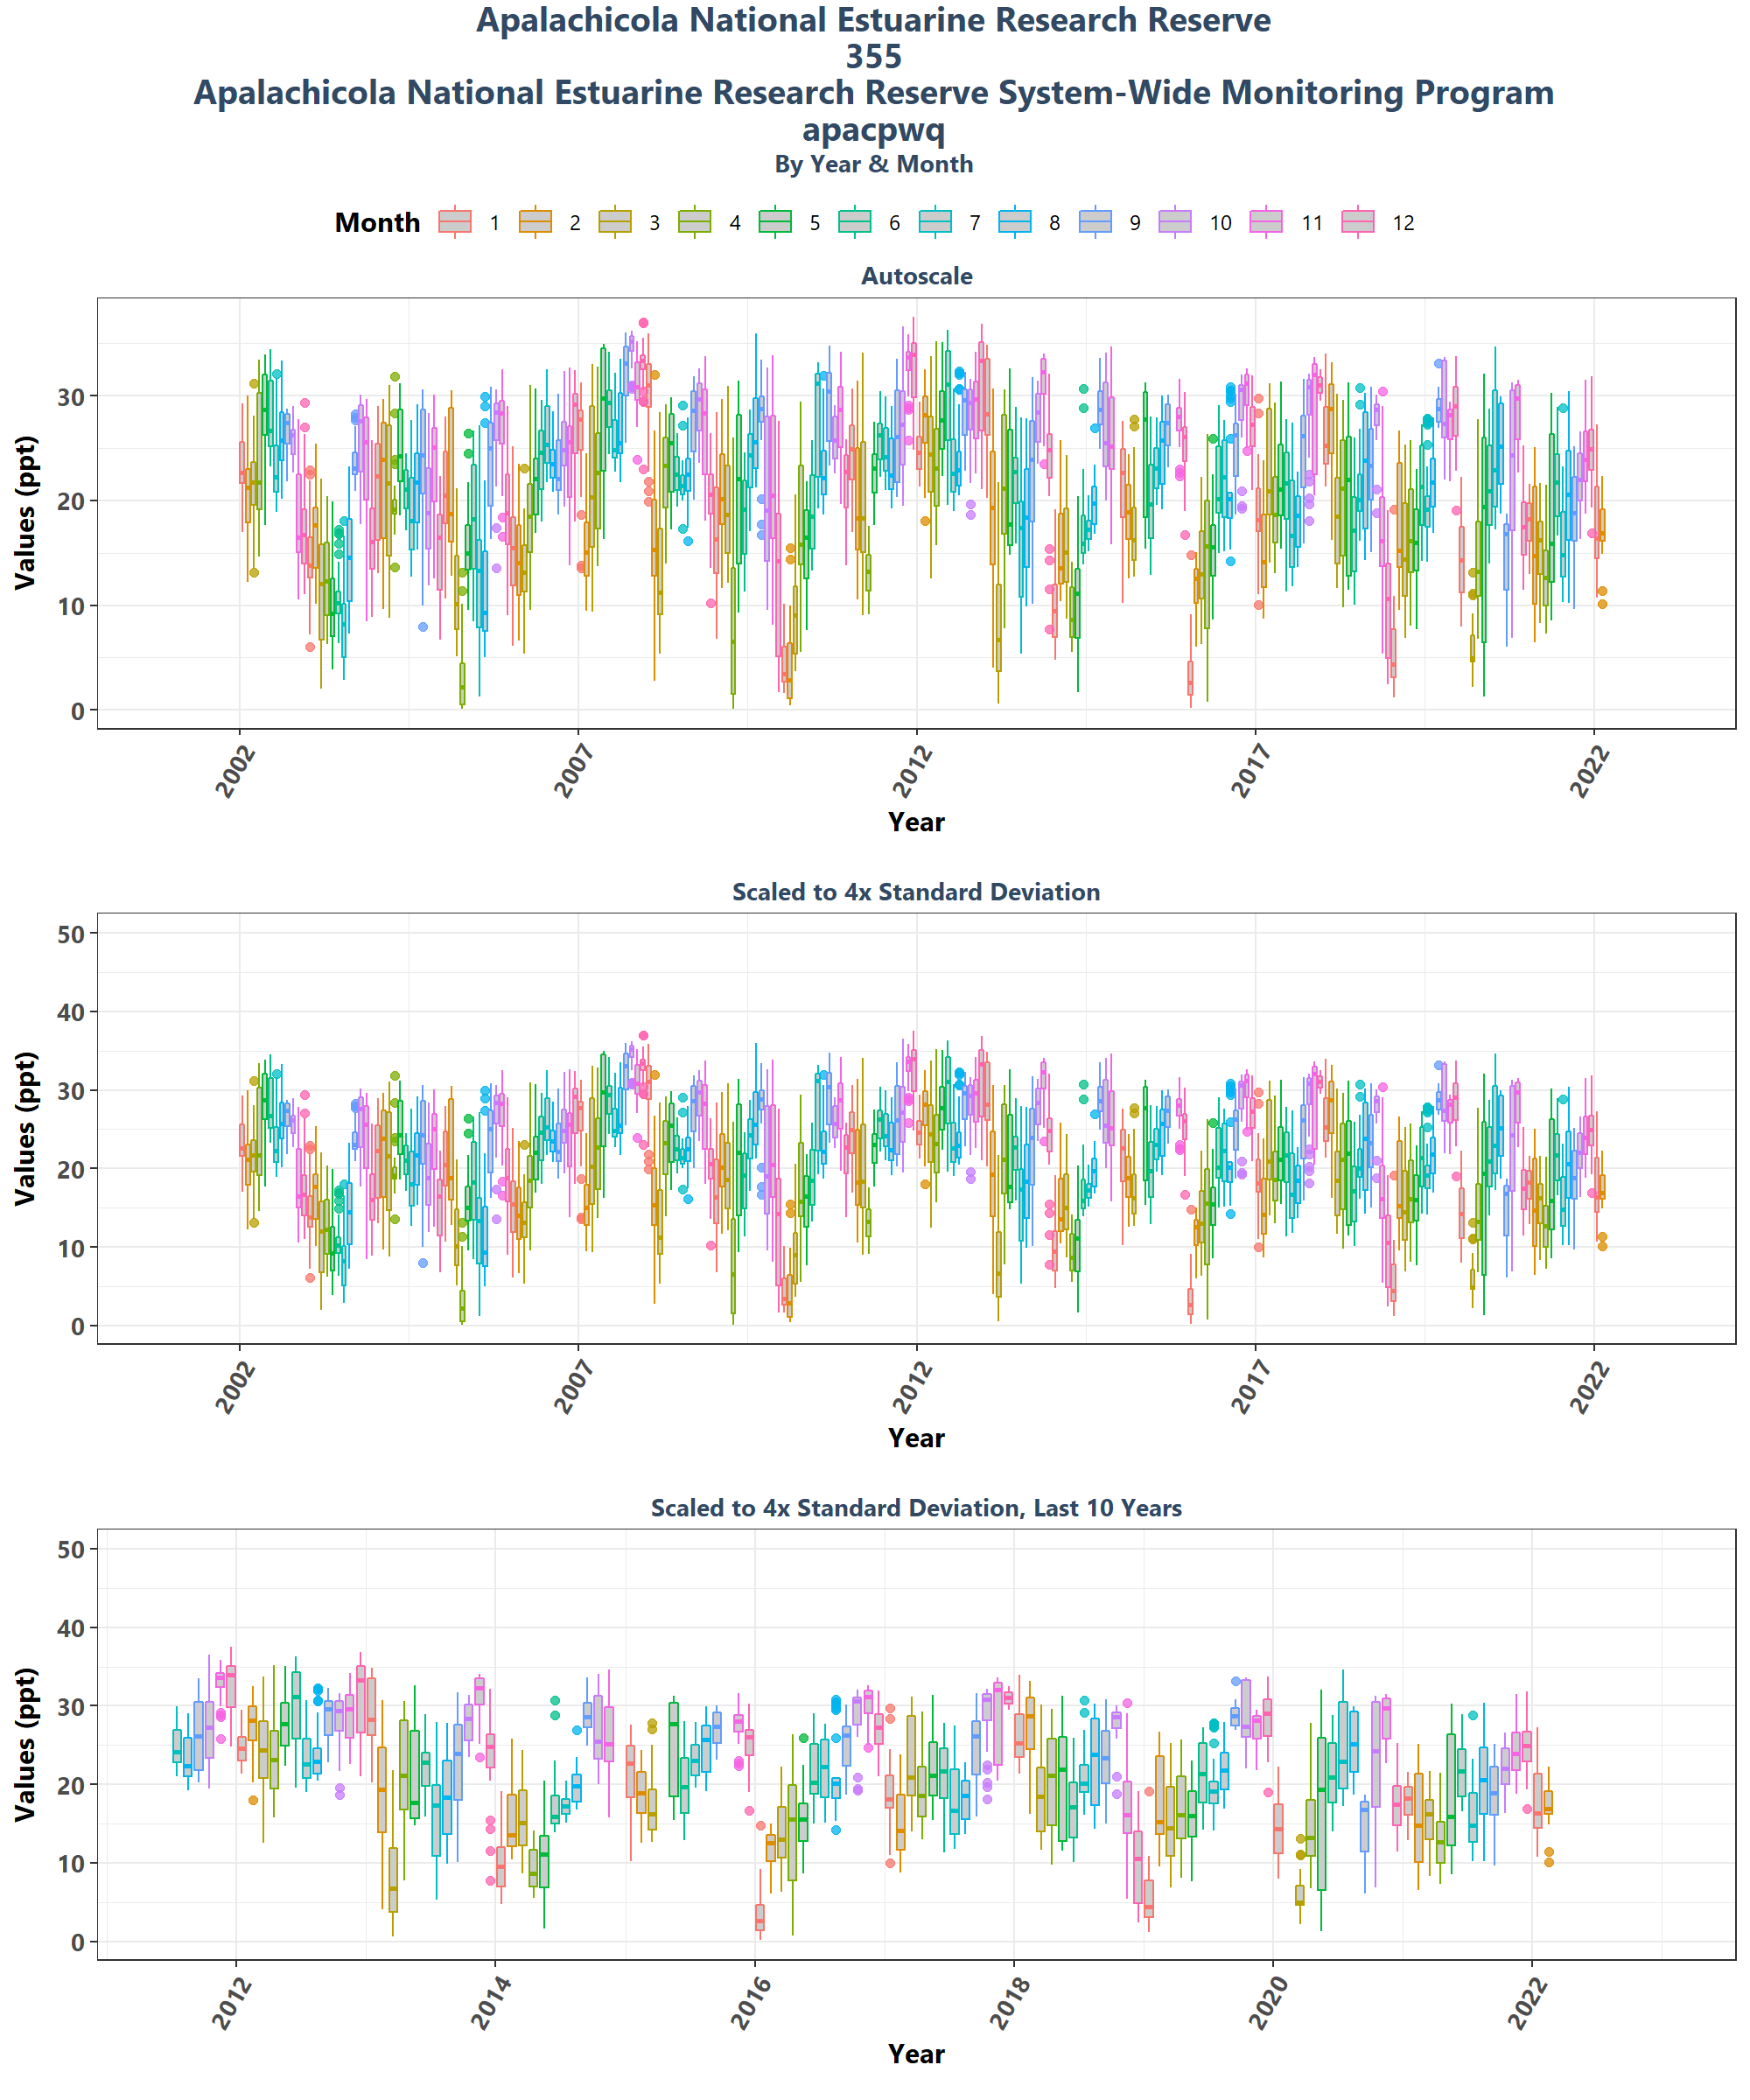 Apalachicola National Estuarine Research Reserve
355
Apalachicola National Estuarine Research Reserve System-Wide Monitoring Program
apacpwq
By Year & Month
Month 1 2 3 4 5 6 7 8 9 10 11 12
Autoscale
Values (ppt)
30
20
10
0
2002 2007 2012 2017 2022
Year
Scaled to 4x Standard Deviation
Values (ppt)
50
40
30
20
10
0
2002 2007 2012 2017 2022
Year
Scaled to 4x Standard Deviation, Last 10 Years
Values (ppt)
50
40
30
20
10
0
2012 2014 2016 2018 2020 2022
Year